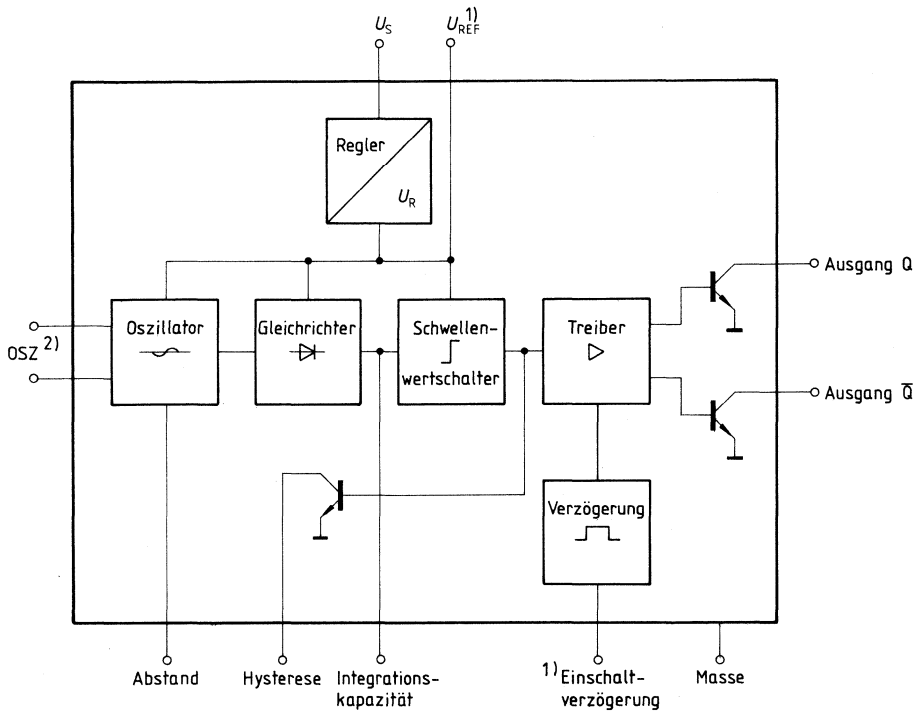 U_S
U_REF 1)
Regler
U_R
Ausgang Q
Oszillator
Gleichrichter
Schwellen-
wertschalter
Treiber
OSZ 2)
Ausgang Q̅
Verzögerung
Abstand
Hysterese
Integrations-
kapazität
1) Einschalt-
verzögerung
Masse